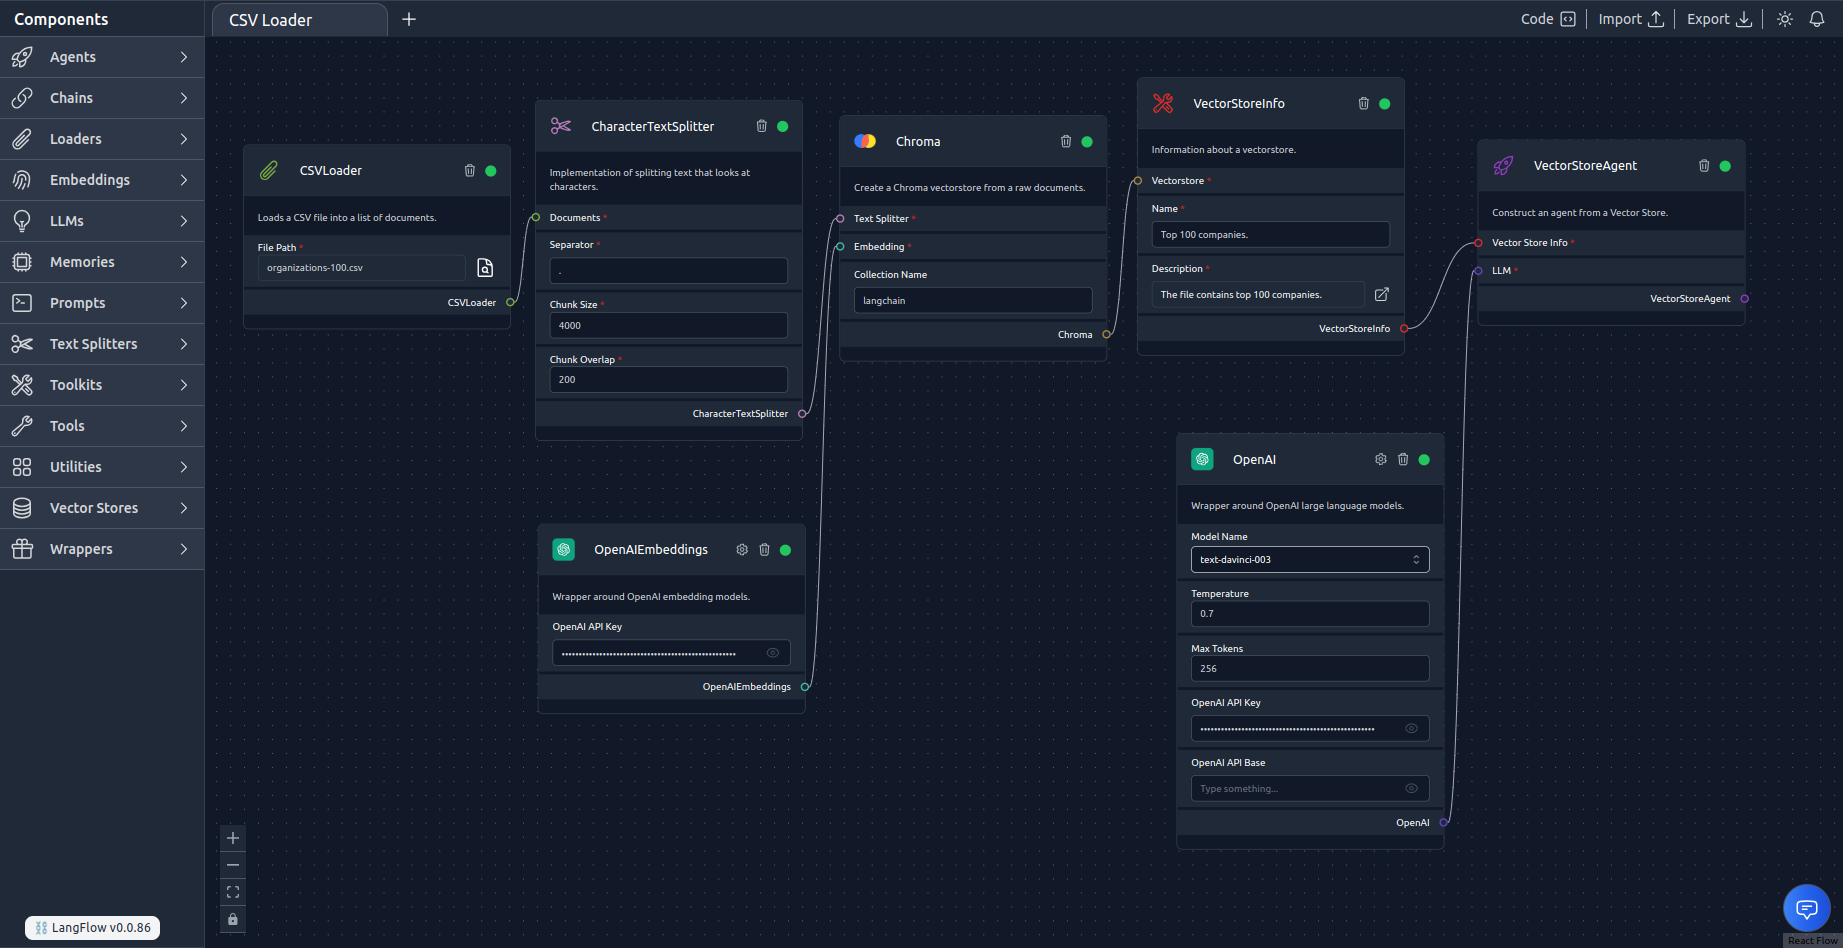 Components
CSV Loader
Code
Import
Export
Agents
Chains
Loaders
Embeddings
LLMs
Memories
Prompts
Text Splitters
Toolkits
Tools
Utilities
Vector Stores
Wrappers
LangFlow v0.0.86
CSVLoader
Loads a CSV file into a list of documents.
File Path *
organizations-100.csv
CSVLoader
CharacterTextSplitter
Implementation of splitting text that looks at
characters.
Documents *
Separator *
.
Chunk Size *
4000
Chunk Overlap *
200
CharacterTextSplitter
OpenAIEmbeddings
Wrapper around OpenAI embedding models.
OpenAI API Key
OpenAIEmbeddings
Chroma
Create a Chroma vectorstore from a raw documents.
Text Splitter *
Embedding *
Collection Name
langchain
Chroma
VectorStoreInfo
Information about a vectorstore.
Vectorstore *
Name *
Top 100 companies.
Description *
The file contains top 100 companies.
VectorStoreInfo
OpenAI
Wrapper around OpenAI large language models.
Model Name
text-davinci-003
Temperature
0.7
Max Tokens
256
OpenAI API Key
OpenAI API Base
Type something...
OpenAI
VectorStoreAgent
Construct an agent from a Vector Store.
Vector Store Info *
LLM *
VectorStoreAgent
React Flow